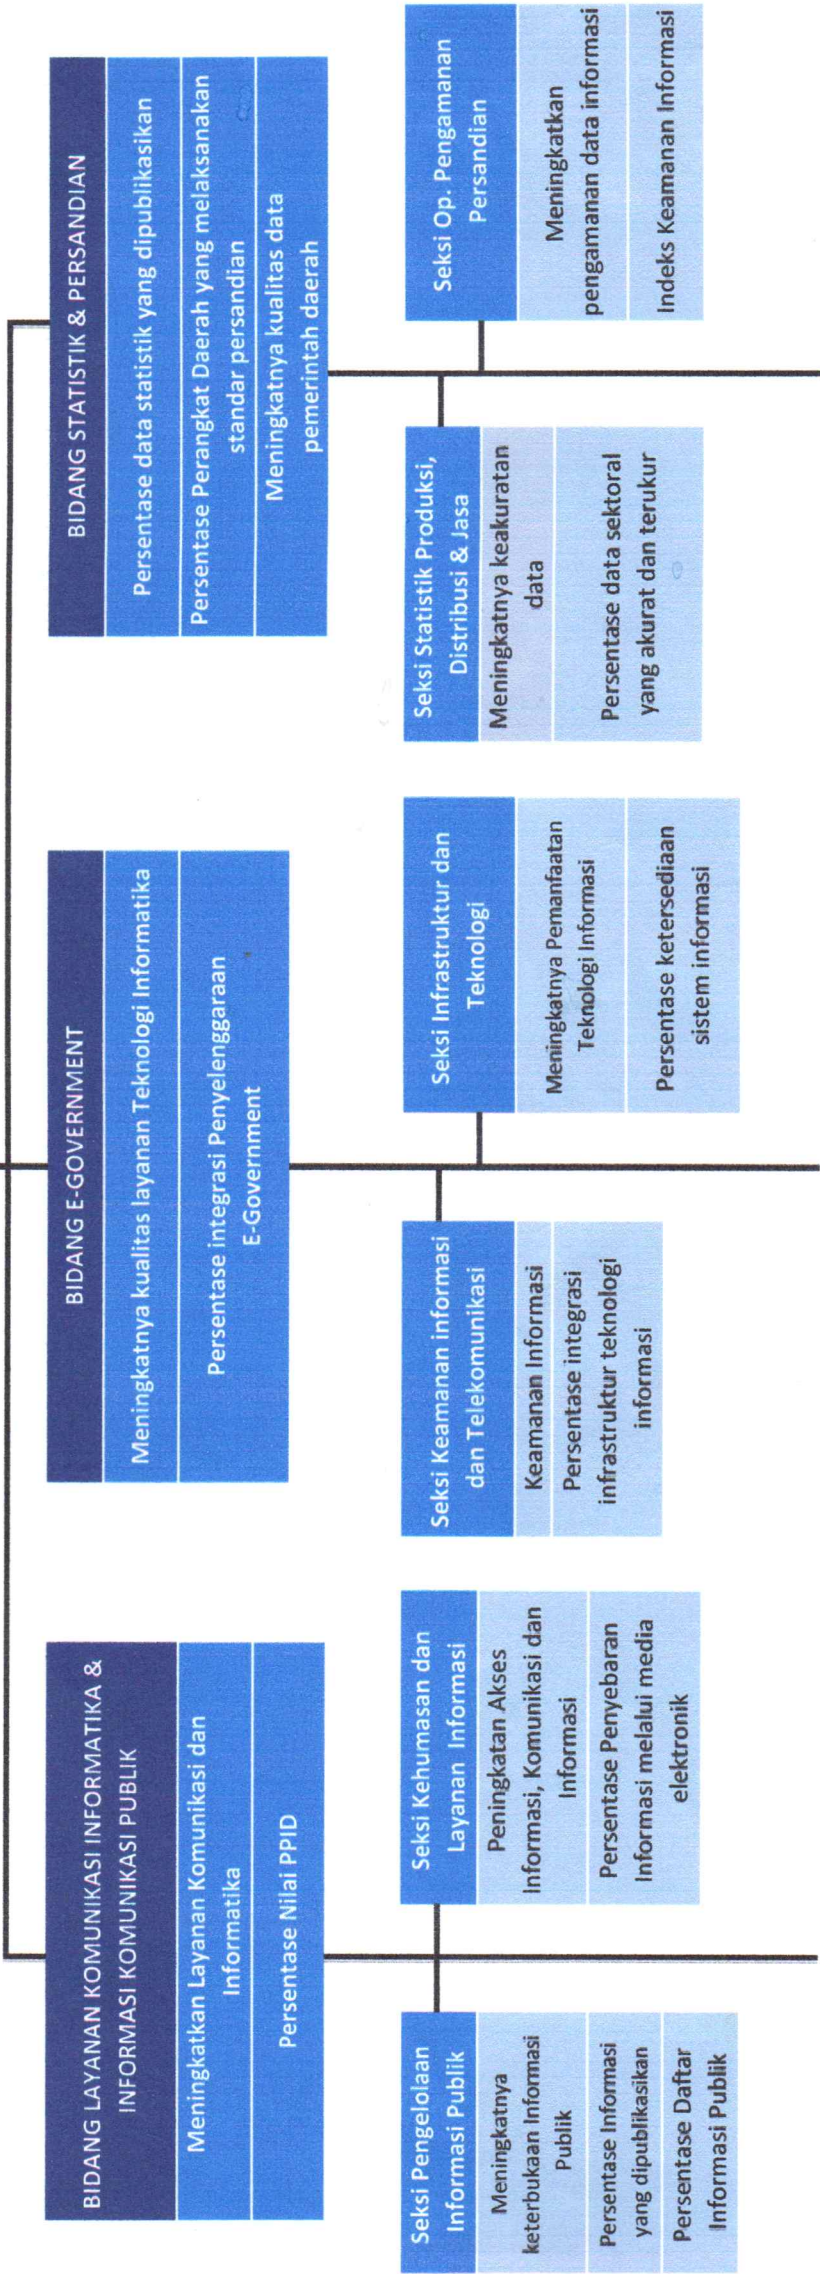 BIDANG LAYANAN KOMUNIKASI INFORMATIKA &
INFORMASI KOMUNIKASI PUBLIK
Meningkatkan Layanan Komunikasi dan
Informatika
Persentase Nilai PPID
BIDANG E-GOVERNMENT
Meningkatnya kualitas layanan Teknologi Informatika
Persentase integrasi Penyelenggaraan
E-Government
BIDANG STATISTIK & PERSANDIAN
Persentase data statistik yang dipublikasikan
Persentase Perangkat Daerah yang melaksanakan
standar persandian
Meningkatnya kualitas data
pemerintah daerah
Seksi Pengelolaan
Informasi Publik
Meningkatnya
keterbukaan Informasi
Publik
Persentase Informasi
yang dipublikasikan
Persentase Daftar
Informasi Publik
Seksi Kehumasan dan
Layanan Informasi
Peningkatan Akses
Informasi, Komunikasi dan
Informasi
Persentase Penyebaran
Informasi melalui media
elektronik
Seksi Keamanan informasi
dan Telekomunikasi
Keamanan Informasi
Persentase integrasi
infrastruktur teknologi
informasi
Seksi Infrastruktur dan
Teknologi
Meningkatnya Pemanfaatan
Teknologi Informasi
Persentase ketersediaan
sistem informasi
Seksi Statistik Produksi,
Distribusi & Jasa
Meningkatnya keakuratan
data
Persentase data sektoral
yang akurat dan terukur
Seksi Op. Pengamanan
Persandian
Meningkatkan
pengamanan data informasi
Indeks Keamanan Informasi